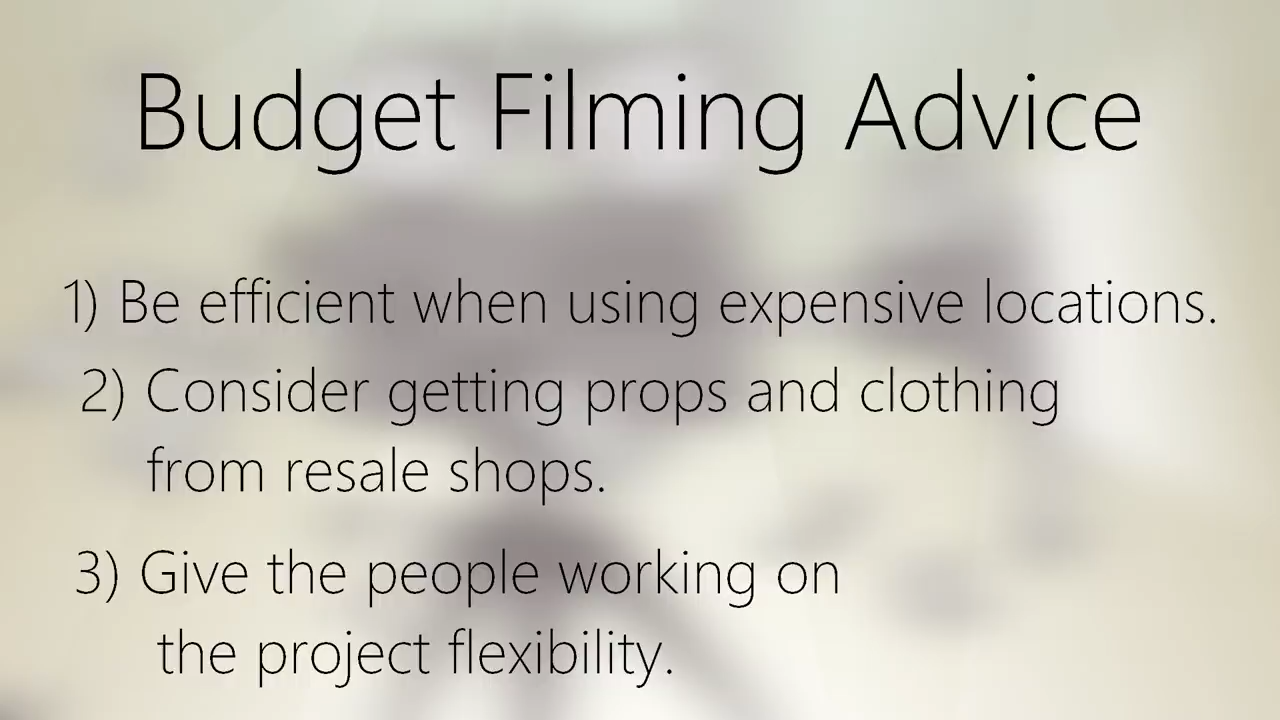 Budget Filming Advice
1) Be efficient when using expensive locations.
2) Consider getting props and clothing
from resale shops.
3) Give the people working on
the project flexibility.